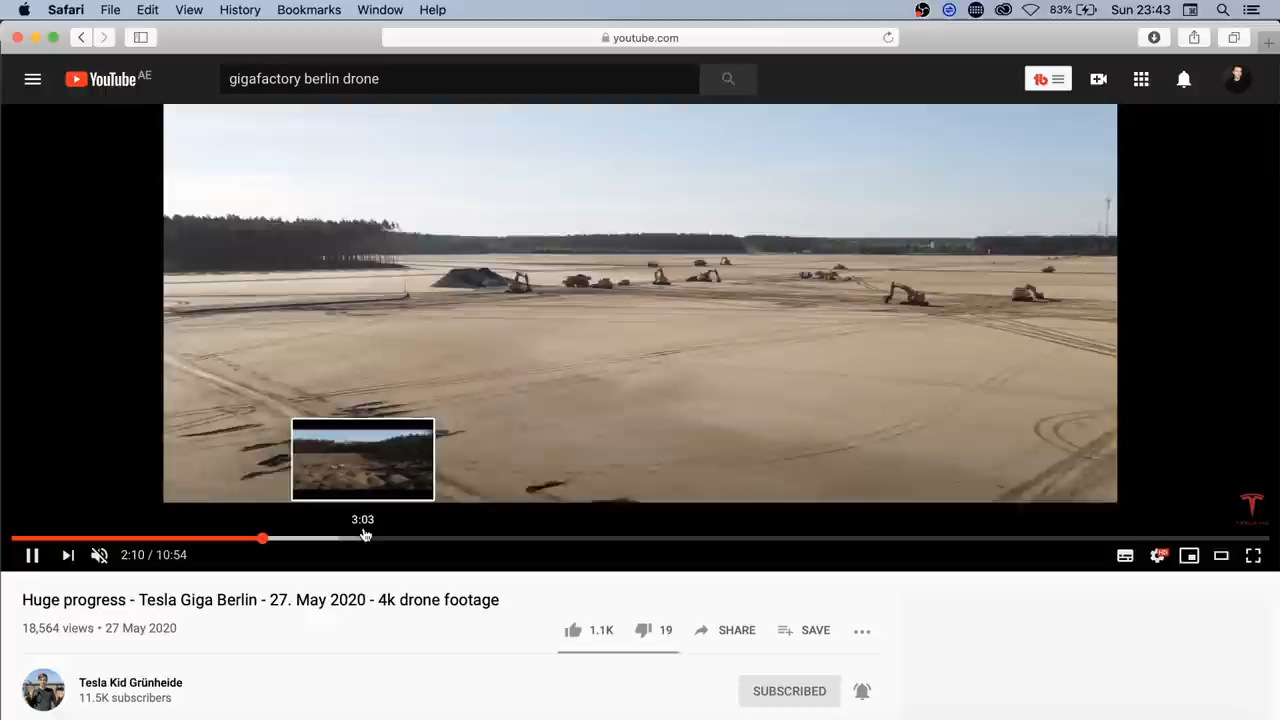 Safari File Edit View History Bookmarks Window Help 83% Sun 23:43
youtube.com
YouTube AE gigafactory berlin drone tb
3:03
2:10 / 10:54 HD
Huge progress - Tesla Giga Berlin - 27. May 2020 - 4k drone footage
18,564 views • 27 May 2020 1.1K 19 SHARE SAVE
Tesla Kid Grünheide
11.5K subscribers
SUBSCRIBED